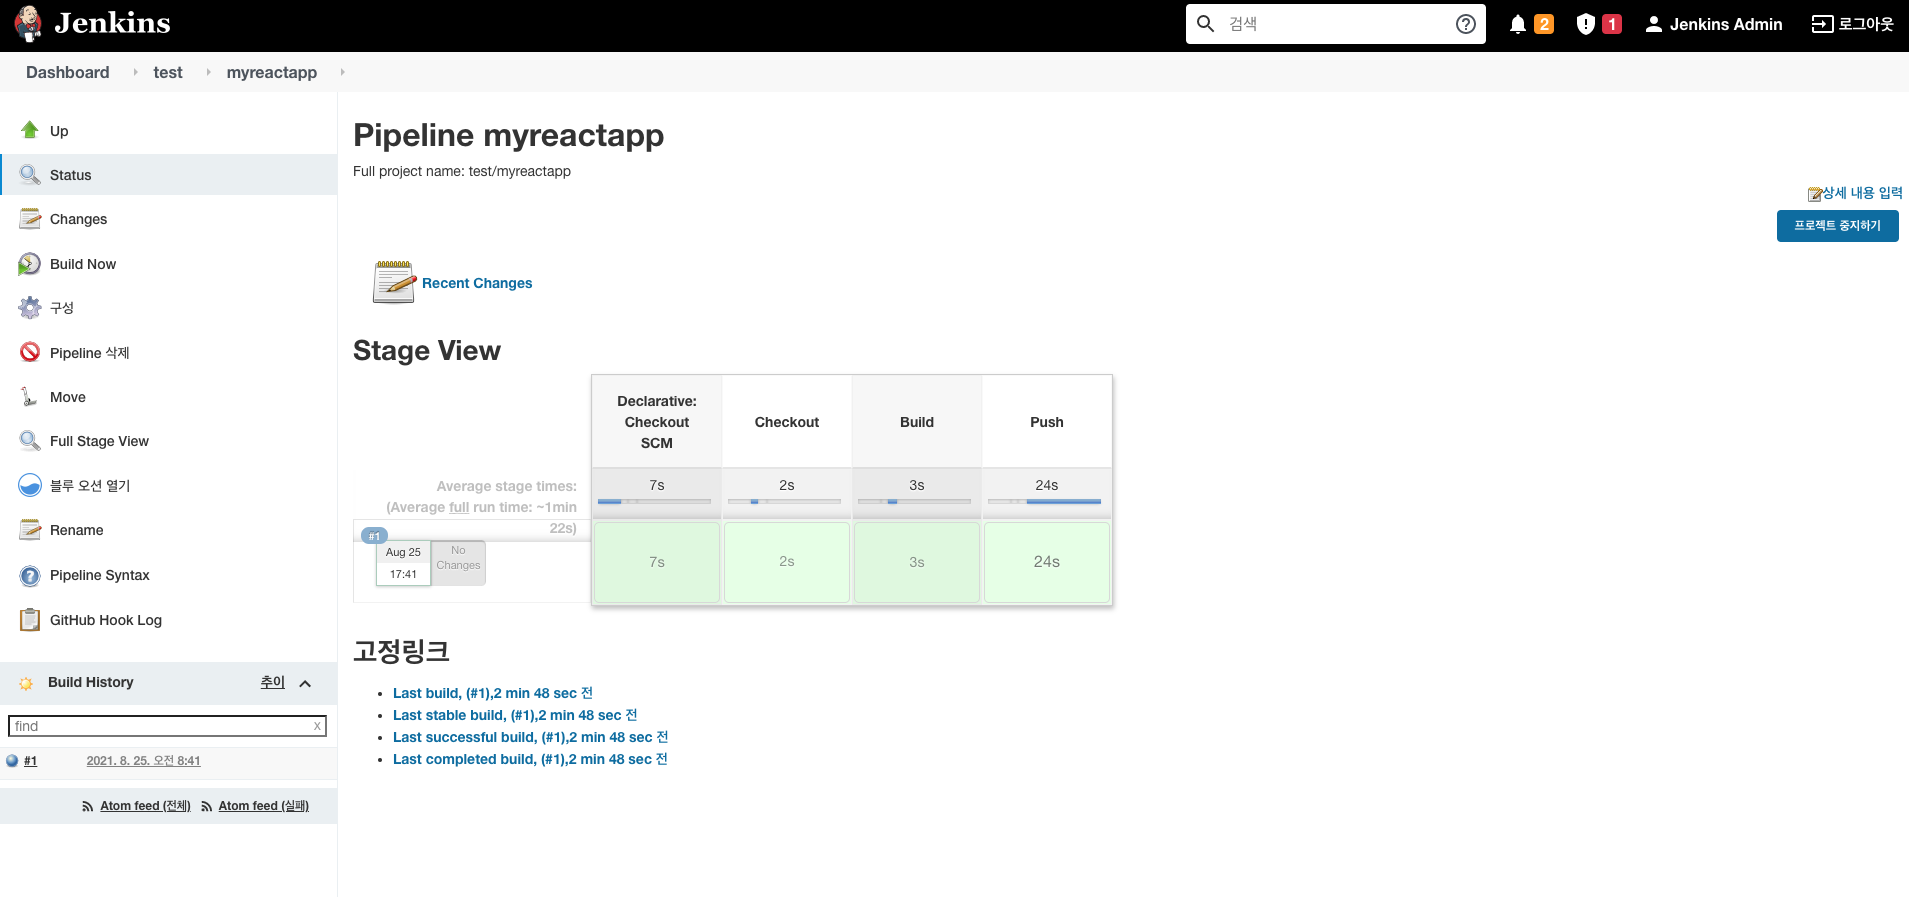 Jenkins
검색
2
1
Jenkins Admin
로그아웃
Dashboard
test
myreactapp
Up
Status
Changes
Build Now
구성
Pipeline 삭제
Move
Full Stage View
블루 오션 열기
Rename
Pipeline Syntax
GitHub Hook Log
Build History
추이
find
x
#1
2021. 8. 25. 오전 8:41
Atom feed (전체)
Atom feed (실패)
Pipeline myreactapp
Full project name: test/myreactapp
상세 내용 입력
프로젝트 중지하기
Recent Changes
Stage View
Declarative:
Checkout
SCM
Checkout
Build
Push
Average stage times:
(Average full run time: ~1min
22s)
7s
2s
3s
24s
#1
Aug 25
17:41
No
Changes
7s
2s
3s
24s
고정링크
Last build, (#1),2 min 48 sec 전
Last stable build, (#1),2 min 48 sec 전
Last successful build, (#1),2 min 48 sec 전
Last completed build, (#1),2 min 48 sec 전